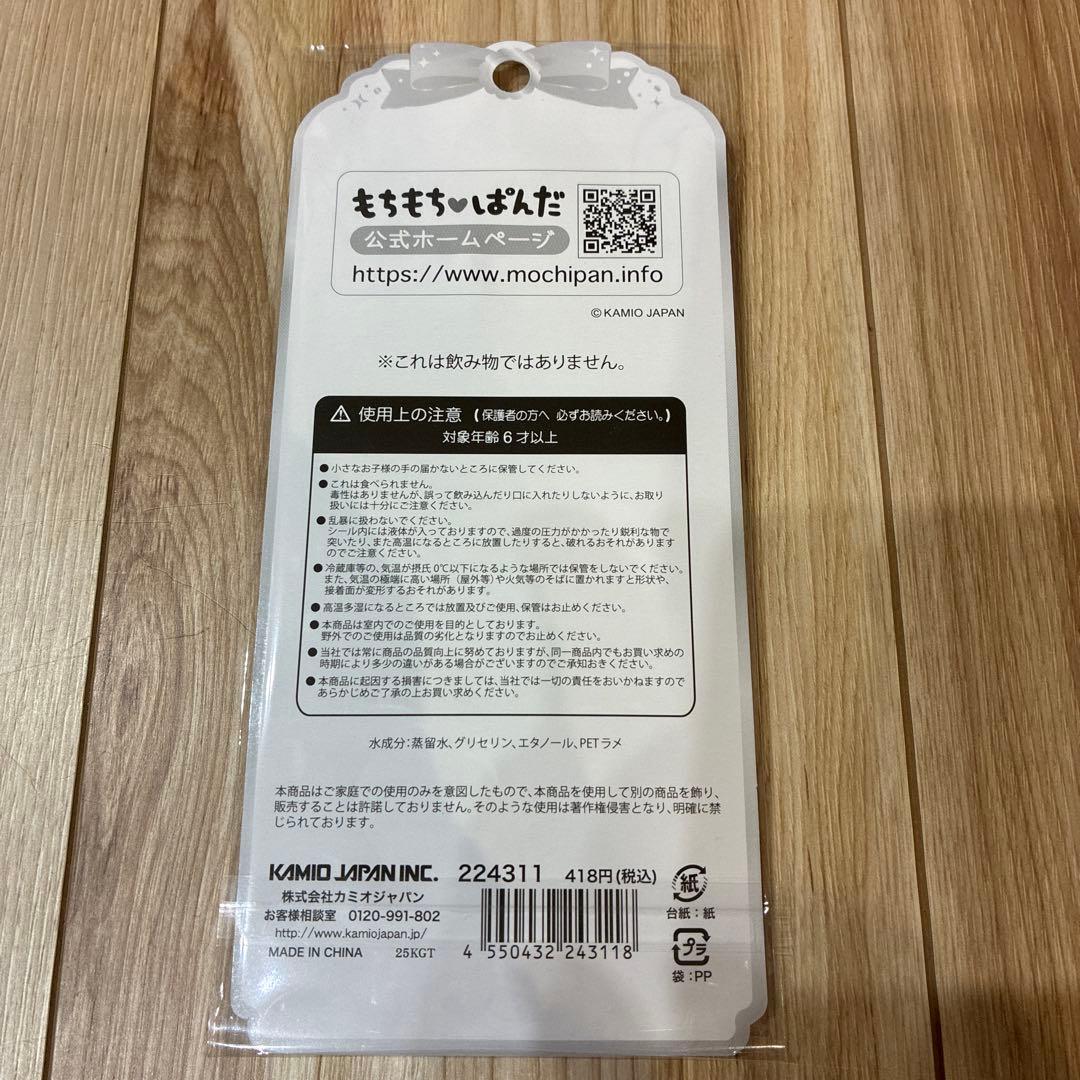 もちもち♥ぱんだ
公式ホームページ
https://www.mochipan.info
©KAMIO JAPAN
※これは飲み物ではありません。
⚠ 使用上の注意 (保護者の方へ 必ずお読みください。)
対象年齢6才以上
●小さなお子様の手の届かないところに保管してください。
●これは食べられません。
毒性はありませんが、誤って飲み込んだり口に入れたりしないように、お取り
扱いには十分にご注意ください。
●乱暴に扱わないでください。
シール内には液体が入っておりますので、過度の圧力がかかったり鋭利な物で
突いたり、また高温になるところに放置したりすると、破れるおそれがあります
のでご注意ください。
●冷蔵庫等の、気温が摂氏0℃以下になるような場所では保管をしないでください。
また、気温の極端に高い場所(屋外等)や火気等のそばに置かれますと形状や、
接着面が変形するおそれがあります。
●高温多湿になるところでは放置及びご使用、保管はお止めください。
●本商品は室内でのご使用を目的としております。
野外でのご使用は品質の劣化となりますのでお止めください。
●当社では常に商品の品質向上に努めておりますが、同一商品内でもお買い求めの
時期により多少の違いがある場合がございますのでご承知おきください。
●本商品に起因する損害につきましては、当社では一切の責任をおいかねますので
あらかじめご了承の上お買い求めください。
水成分:蒸留水、グリセリン、エタノール、PETラメ
本商品はご家庭での使用のみを意図したもので、本商品を使用して別の商品を飾り、
販売することは許諾しておりません。そのような使用は著作権侵害となり、明確に禁
じられております。
KAMIO JAPAN INC. 224311 418円(税込)
株式会社カミオジャパン
お客様相談室 0120-991-802
http://www.kamiojapan.jp/
MADE IN CHINA 25KGT
4 550432 243118
紙
台紙:紙
プラ
袋:PP